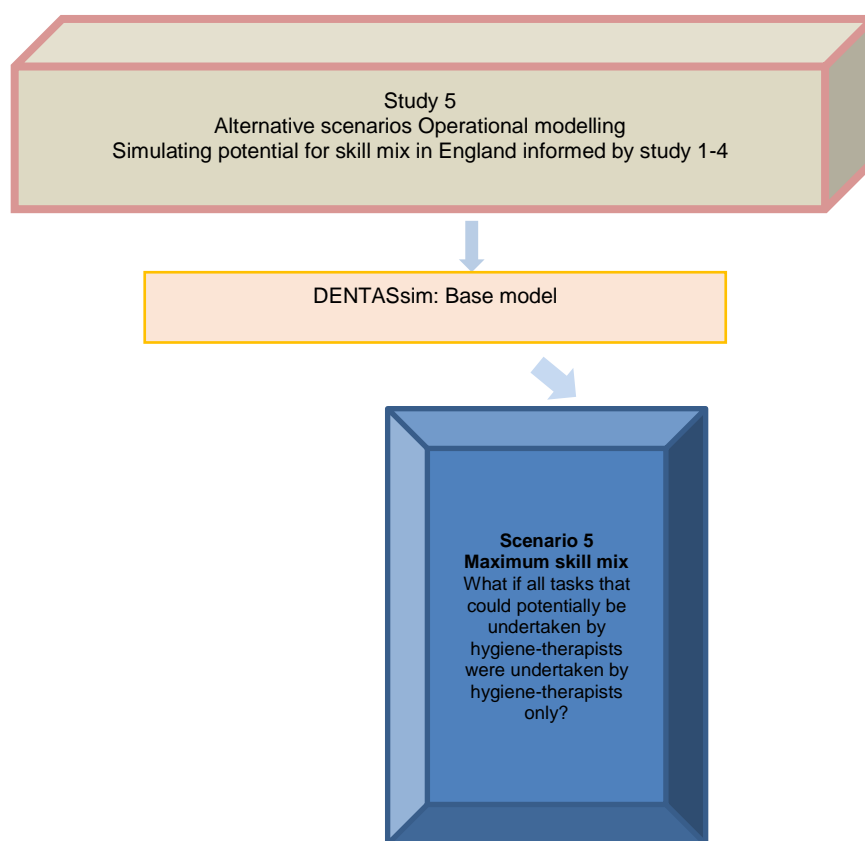 Study 5
Alternative scenarios Operational modelling
Simulating potential for skill mix in England informed by study 1-4
DENTASsim: Base model
Scenario 5
Maximum skill mix
What if all tasks that
could potentially be
undertaken by
hygiene-therapists
were undertaken by
hygiene-therapists
only?